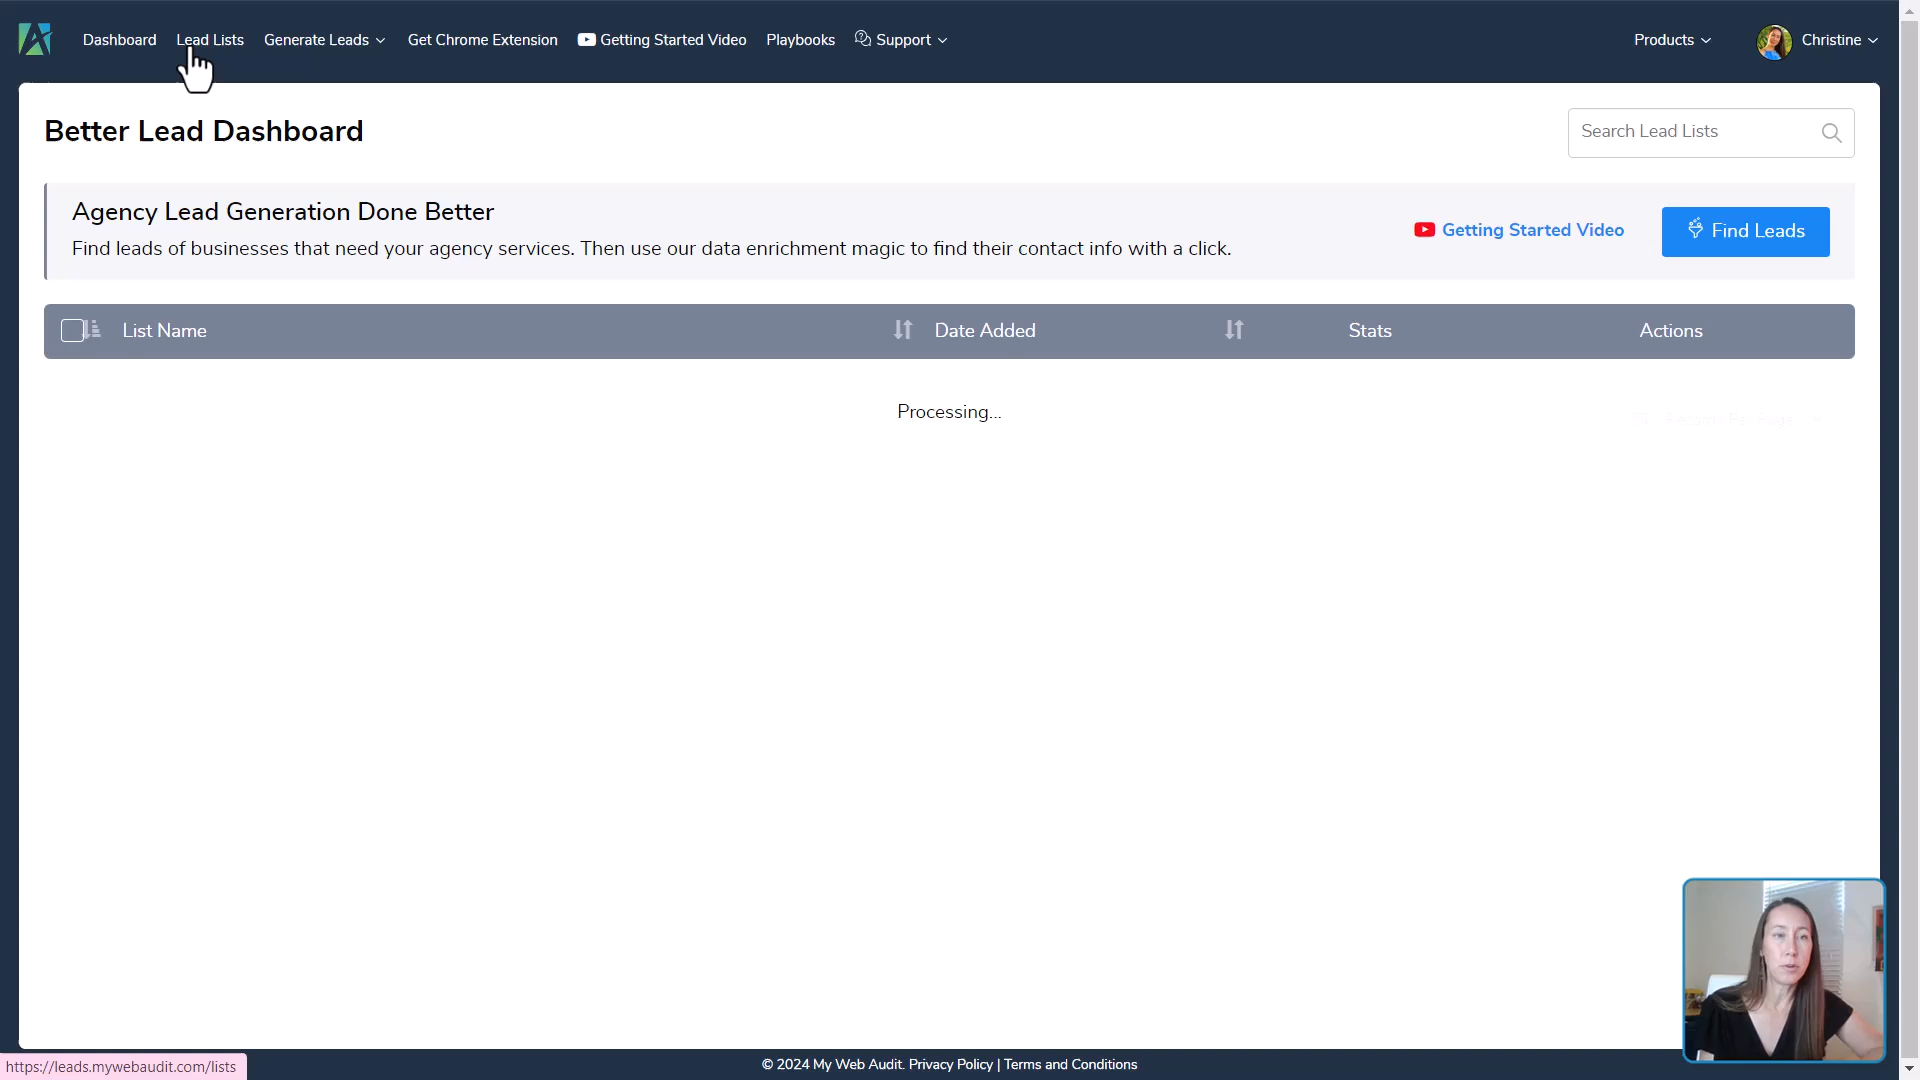 Dashboard
Lead Lists
Generate Leads
Get Chrome Extension
Getting Started Video
Playbooks
Support
Products
Christine
Better Lead Dashboard
Search Lead Lists
Agency Lead Generation Done Better
Find leads of businesses that need your agency services. Then use our data enrichment magic to find their contact info with a click.
Getting Started Video
Find Leads
List Name
Date Added
Stats
Actions
Processing...
https://leads.mywebaudit.com/lists
© 2024 My Web Audit. Privacy Policy | Terms and Conditions